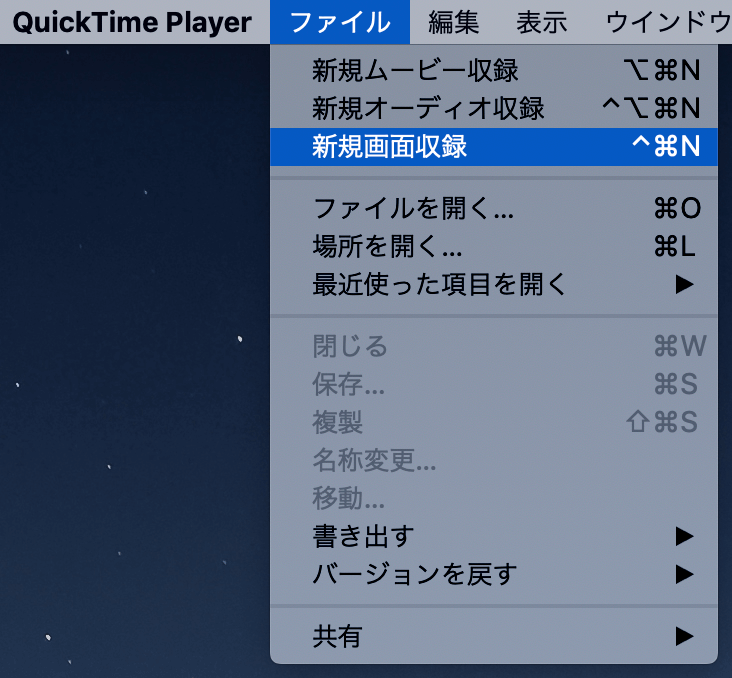 QuickTime Player ファイル 編集 表示 ウインドウ
新規ムービー収録 ⌥⌘N
新規オーディオ収録 ^⌥⌘N
新規画面収録 ^⌘N
ファイルを開く... ⌘O
場所を開く... ⌘L
最近使った項目を開く ▶
閉じる ⌘W
保存... ⌘S
複製 ⇧⌘S
名称変更...
移動...
書き出す ▶
バージョンを戻す ▶
共有 ▶